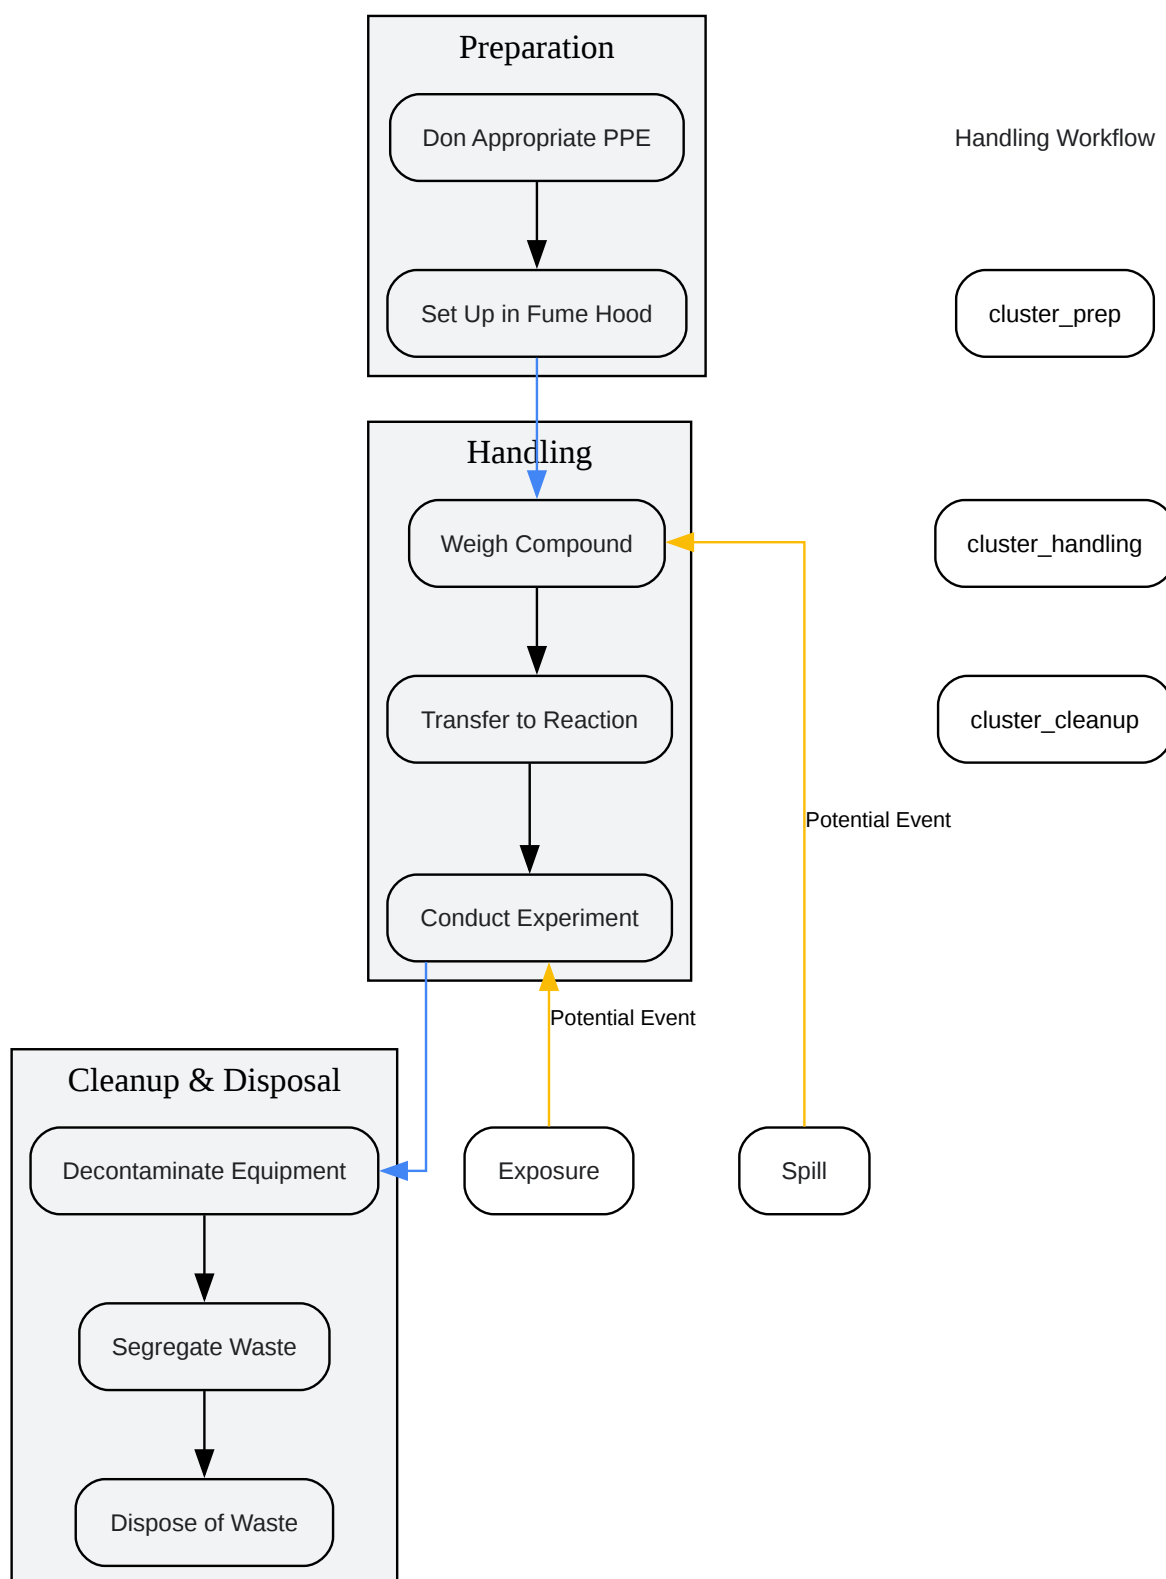 Preparation
Don Appropriate PPE
Handling Workflow
Set Up in Fume Hood
cluster_prep
Handling
Weigh Compound
cluster_handling
Transfer to Reaction
cluster_cleanup
Potential Event
Conduct Experiment
Potential Event
Cleanup & Disposal
Decontaminate Equipment
Exposure
Spill
Segregate Waste
Dispose of Waste